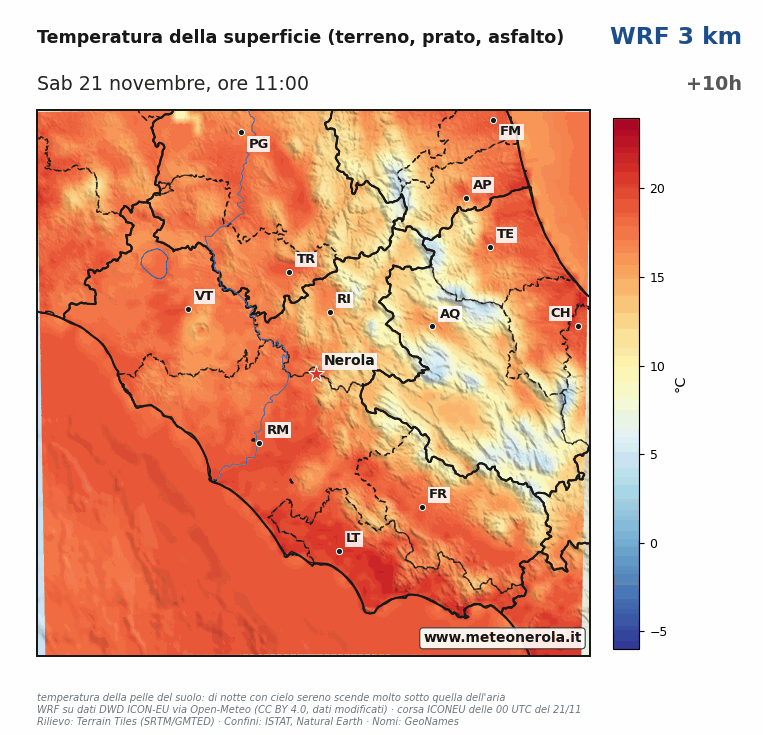 Temperatura della superficie (terreno, prato, asfalto)
WRF 3 km
Sab 21 novembre, ore 11:00
+10h
FM
PG
AP
TE
TR
VT
RI
AQ
CH
Nerola
RM
FR
LT
20
15
10
5
0
−5
°C
www.meteonerola.it
temperatura della pelle del suolo: di notte con cielo sereno scende molto sotto quella dell'aria
WRF su dati DWD ICON-EU via Open-Meteo (CC BY 4.0, dati modificati) · corsa ICONEU delle 00 UTC del 21/11
Rilievo: Terrain Tiles (SRTM/GMTED) · Confini: ISTAT, Natural Earth · Nomi: GeoNames